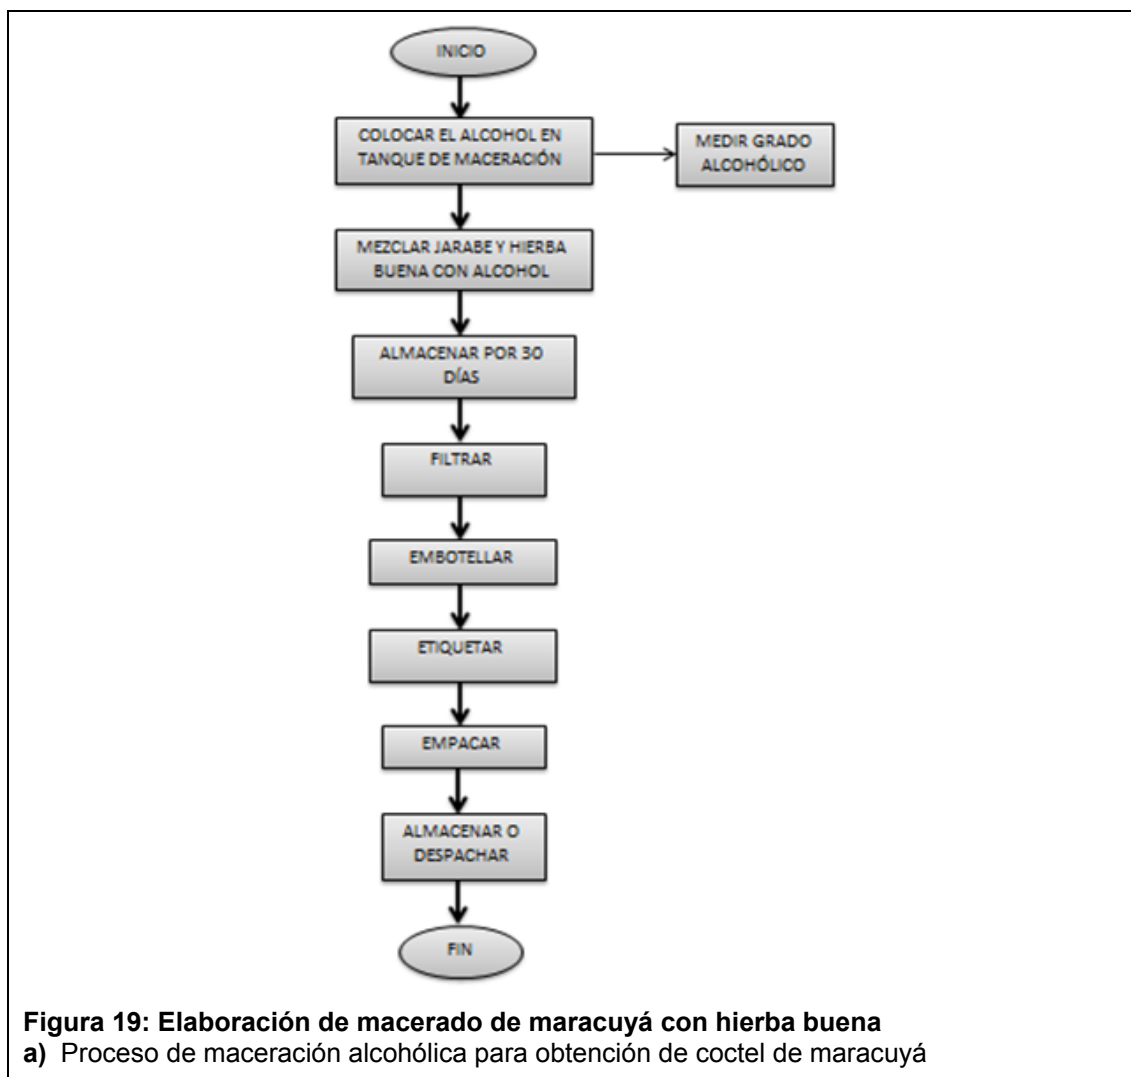 INICIO
COLOCAR EL ALCOHOL EN
TANQUE DE MACERACIÓN
MEDIR GRADO
ALCOHÓLICO
MEZCLAR JARABE Y HIERBA
BUENA CON ALCOHOL
ALMACENAR POR 30
DÍAS
FILTRAR
EMBOTELLAR
ETIQUETAR
EMPACAR
ALMACENAR O
DESPACHAR
FIN
Figura 19: Elaboración de macerado de maracuyá con hierba buena
a) Proceso de maceración alcohólica para obtención de coctel de maracuyá